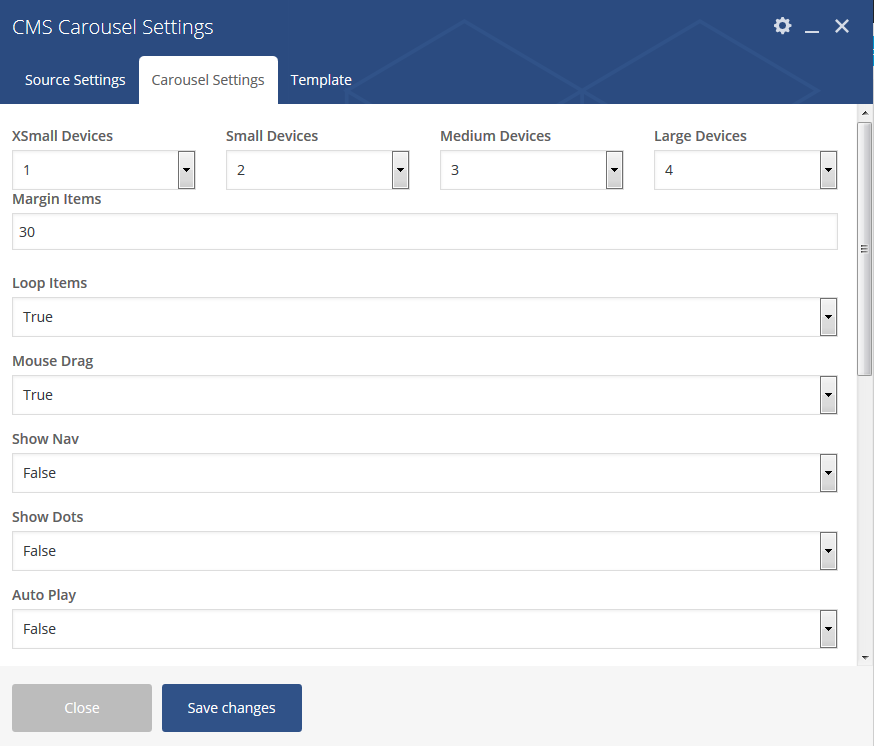 CMS Carousel Settings
Source Settings Carousel Settings Template
XSmall Devices Small Devices Medium Devices Large Devices
1 2 3 4
Margin Items
30
Loop Items
True
Mouse Drag
True
Show Nav
False
Show Dots
False
Auto Play
False
Close Save changes